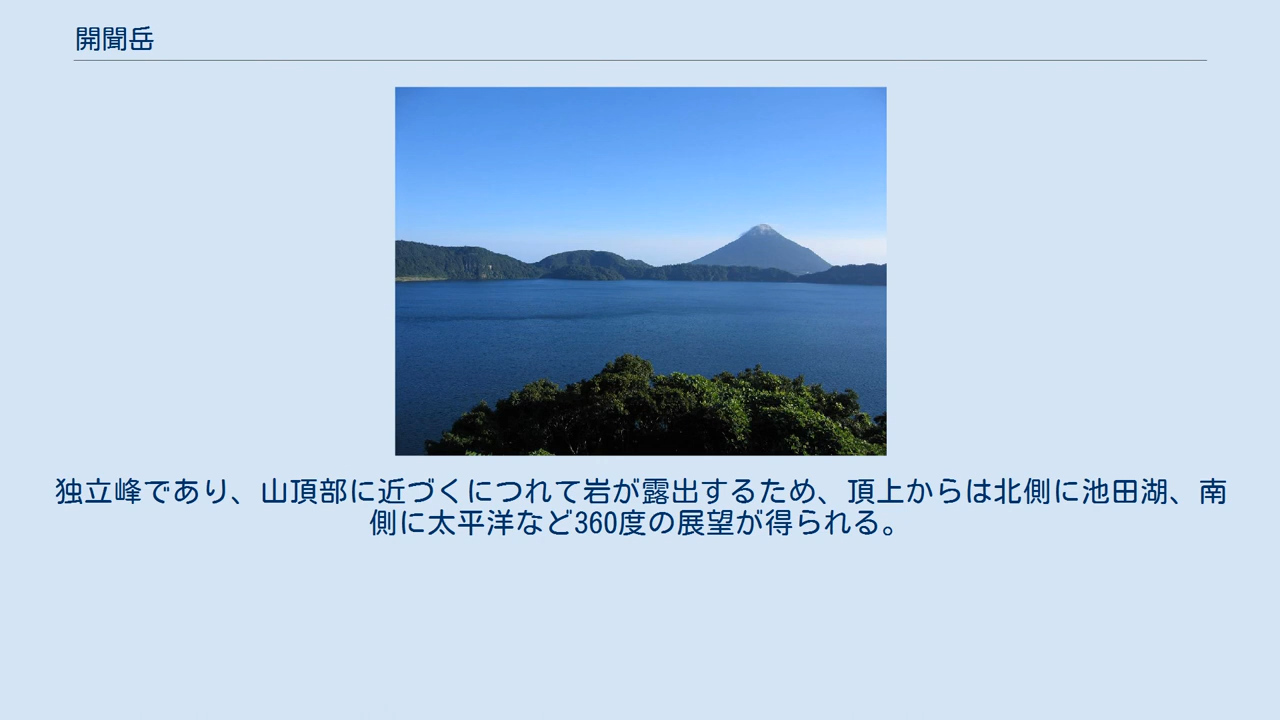 開聞岳
独立峰であり、山頂部に近づくにつれて岩が露出するため、頂上からは北側に池田湖、南
側に太平洋など360度の展望が得られる。